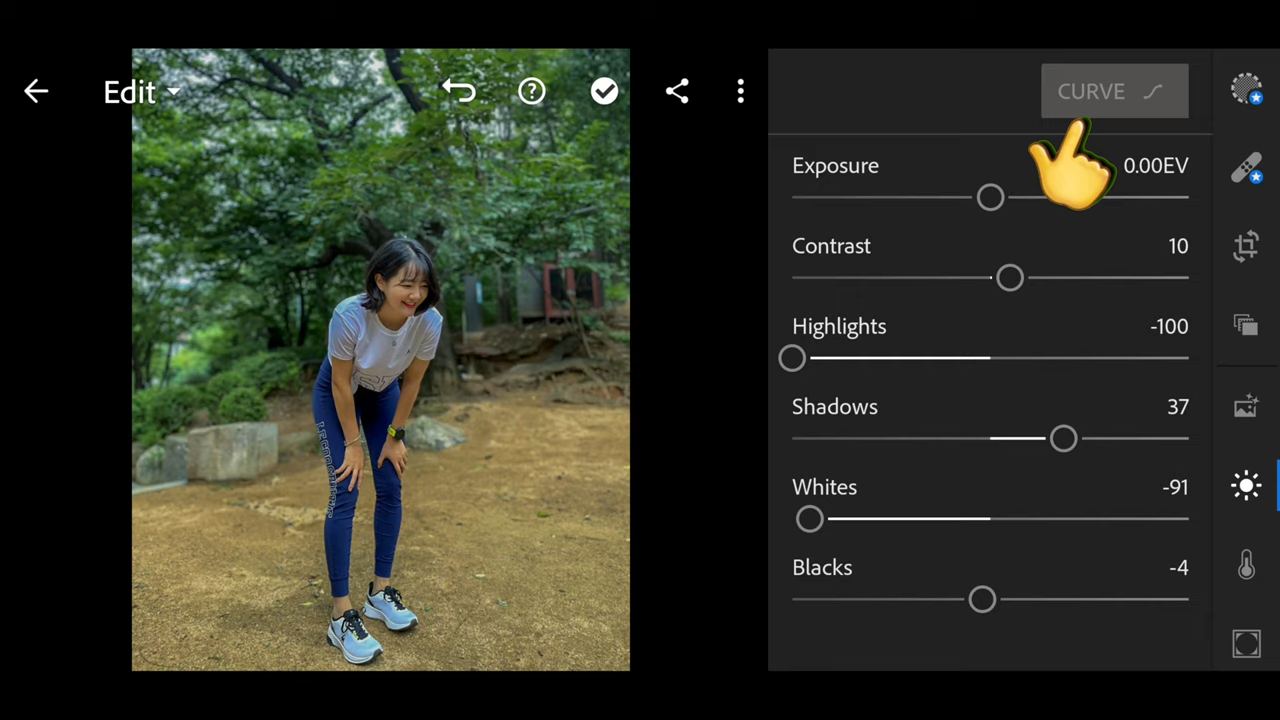 Edit
CURVE
Exposure 0.00EV
Contrast 10
Highlights -100
Shadows 37
Whites -91
Blacks -4